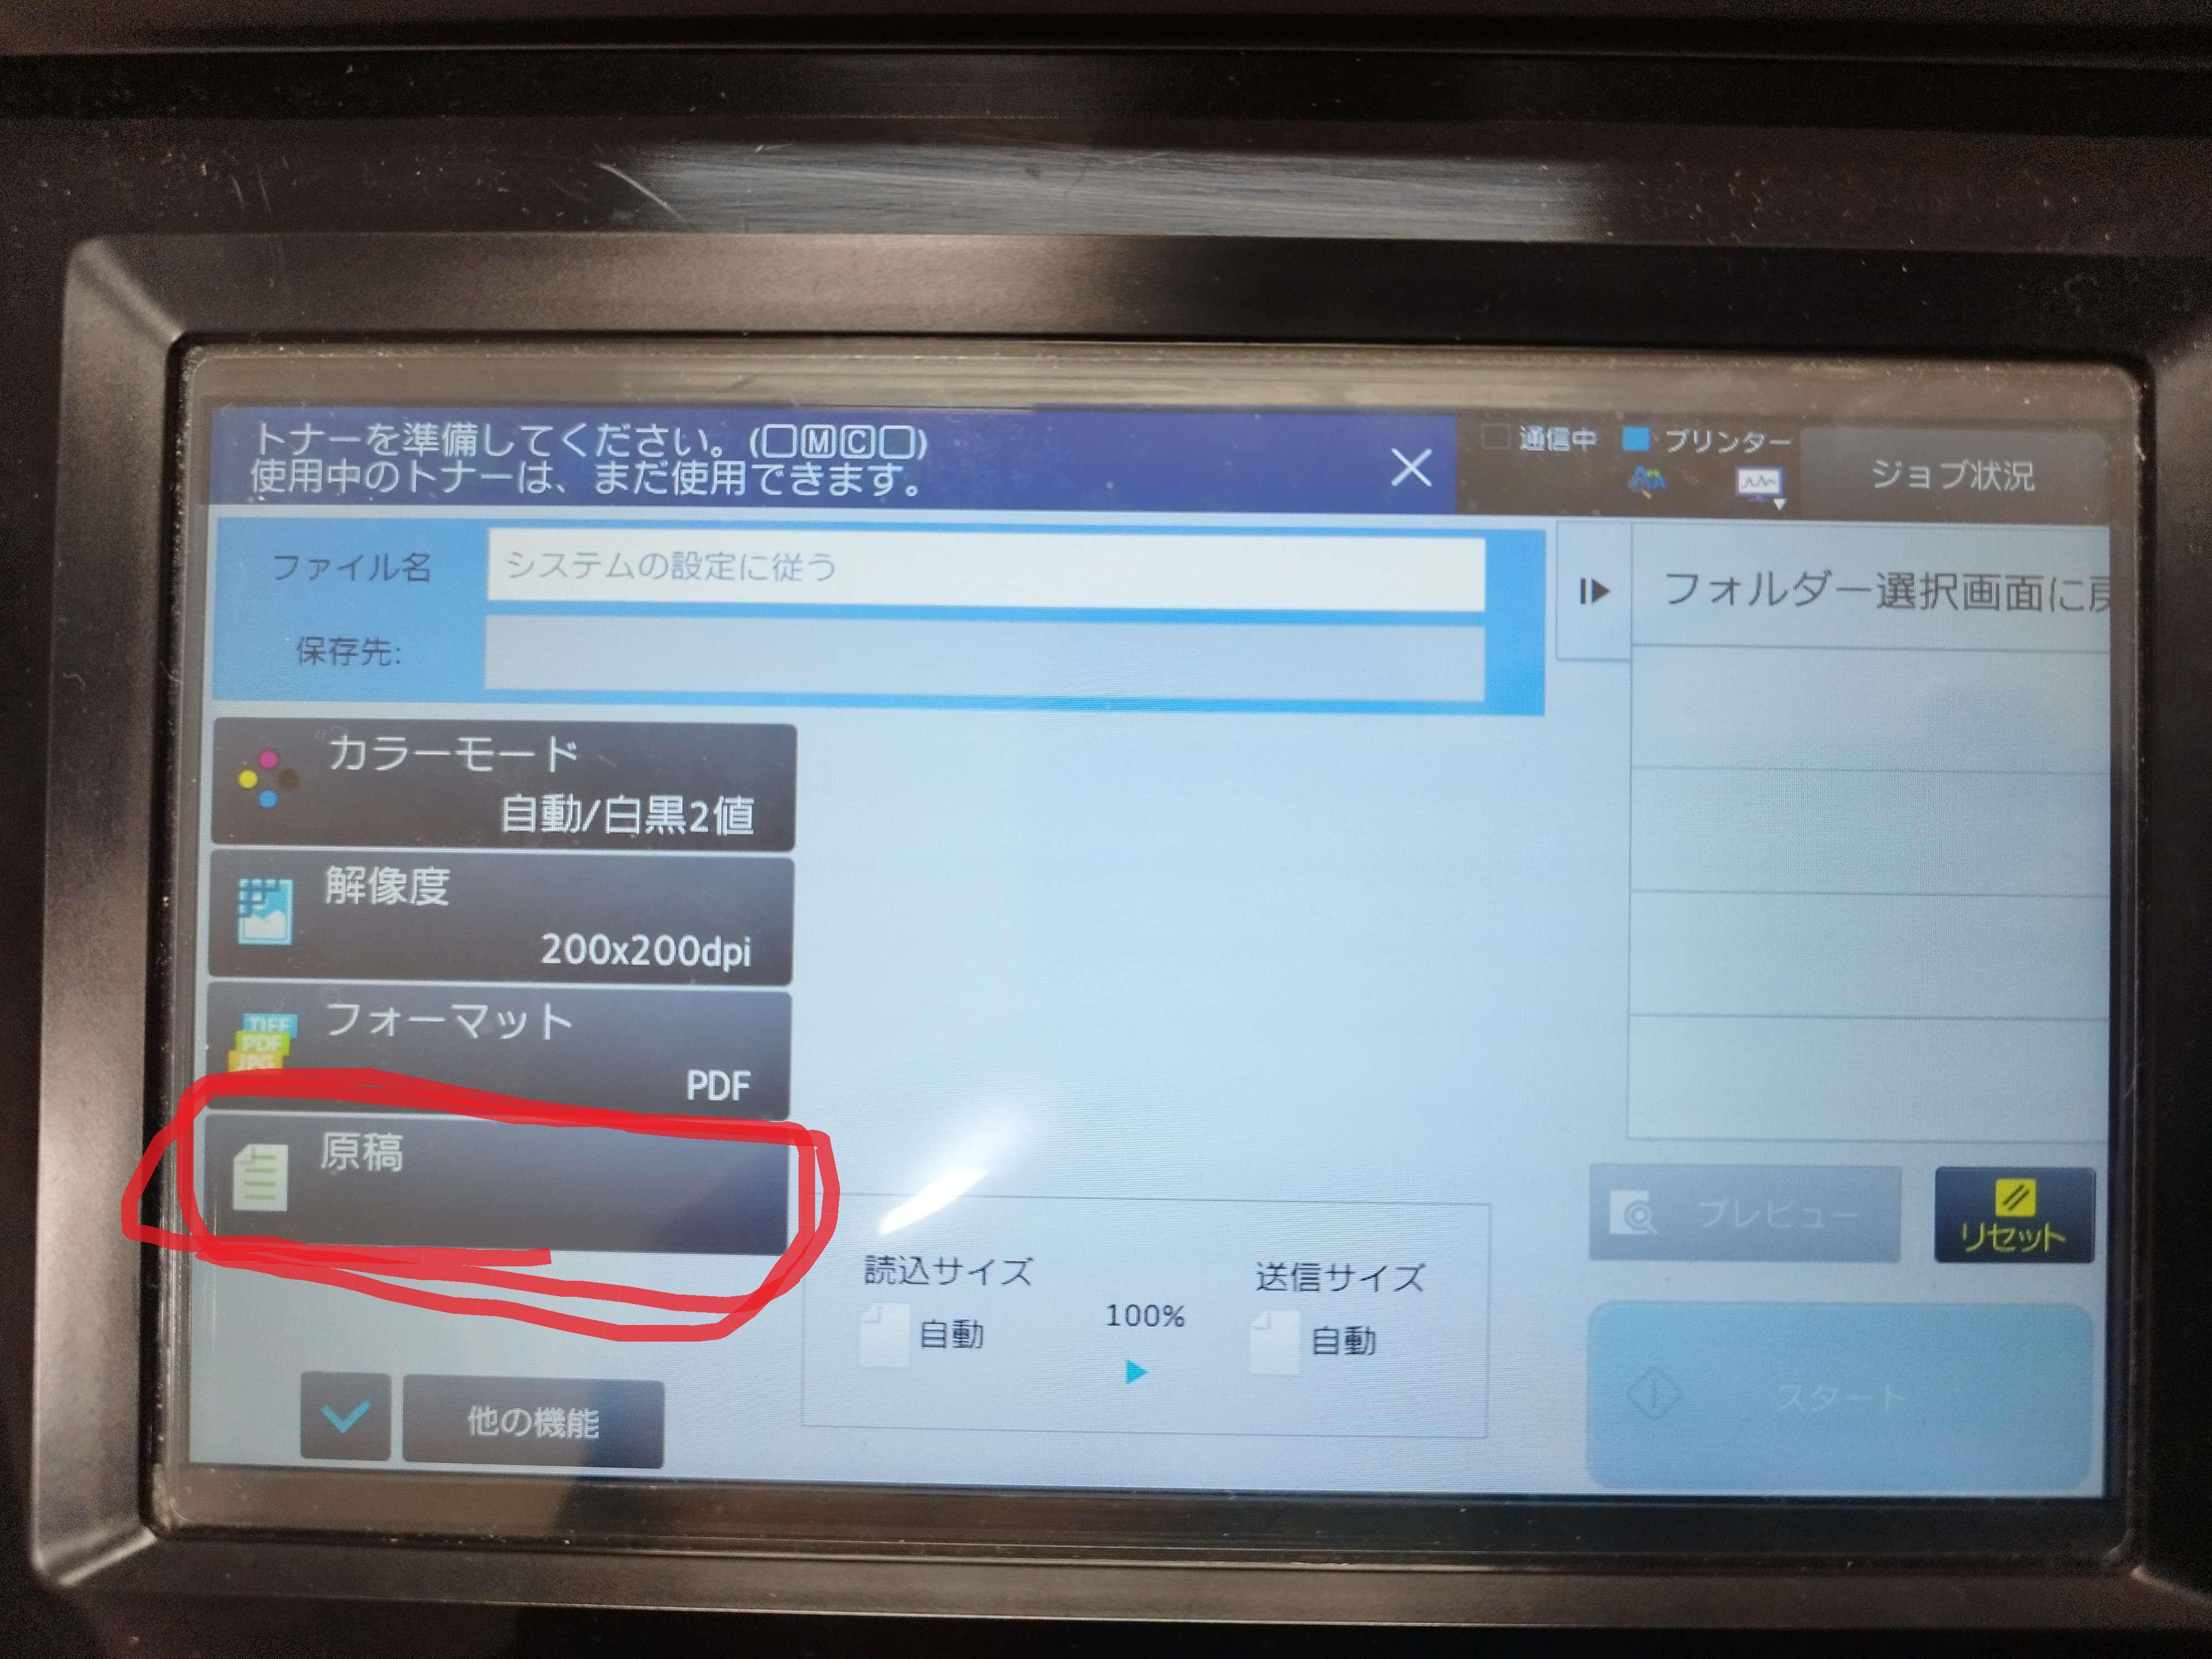 トナーを準備してください。(□ⓂⒸ□)
使用中のトナーは、まだ使用できます。
通信中
プリンター
ジョブ状況
ファイル名
システムの設定に従う
保存先:
フォルダー選択画面に戻
カラーモード
自動/白黒2値
解像度
200x200dpi
TIFF
PDF
JPG
フォーマット
PDF
原稿
読込サイズ
自動
100%
送信サイズ
自動
プレビュー
リセット
他の機能
スタート